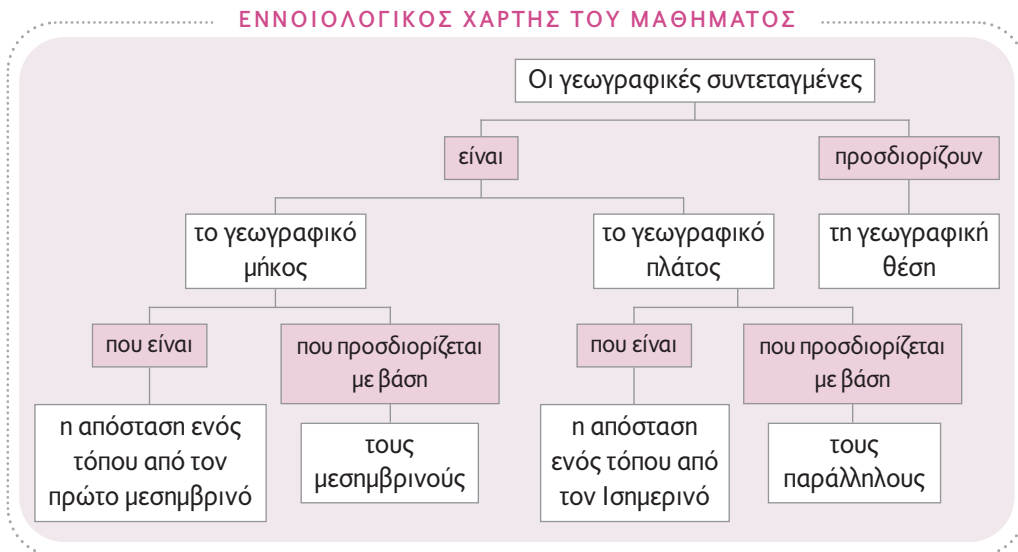 ΕΝΝΟΙΟΛΟΓΙΚΟΣ ΧΑΡΤΗΣ ΤΟΥ ΜΑΘΗΜΑΤΟΣ
Οι γεωγραφικές συντεταγμένες
είναι
προσδιορίζουν
το γεωγραφικό
μήκος
το γεωγραφικό
πλάτος
τη γεωγραφική
θέση
που είναι
που προσδιορίζεται
με βάση
που είναι
που προσδιορίζεται
με βάση
η απόσταση ενός
τόπου από τον
πρώτο μεσημβρινό
τους
μεσημβρινούς
η απόσταση
ενός τόπου από
τον Ισημερινό
τους
παράλληλους